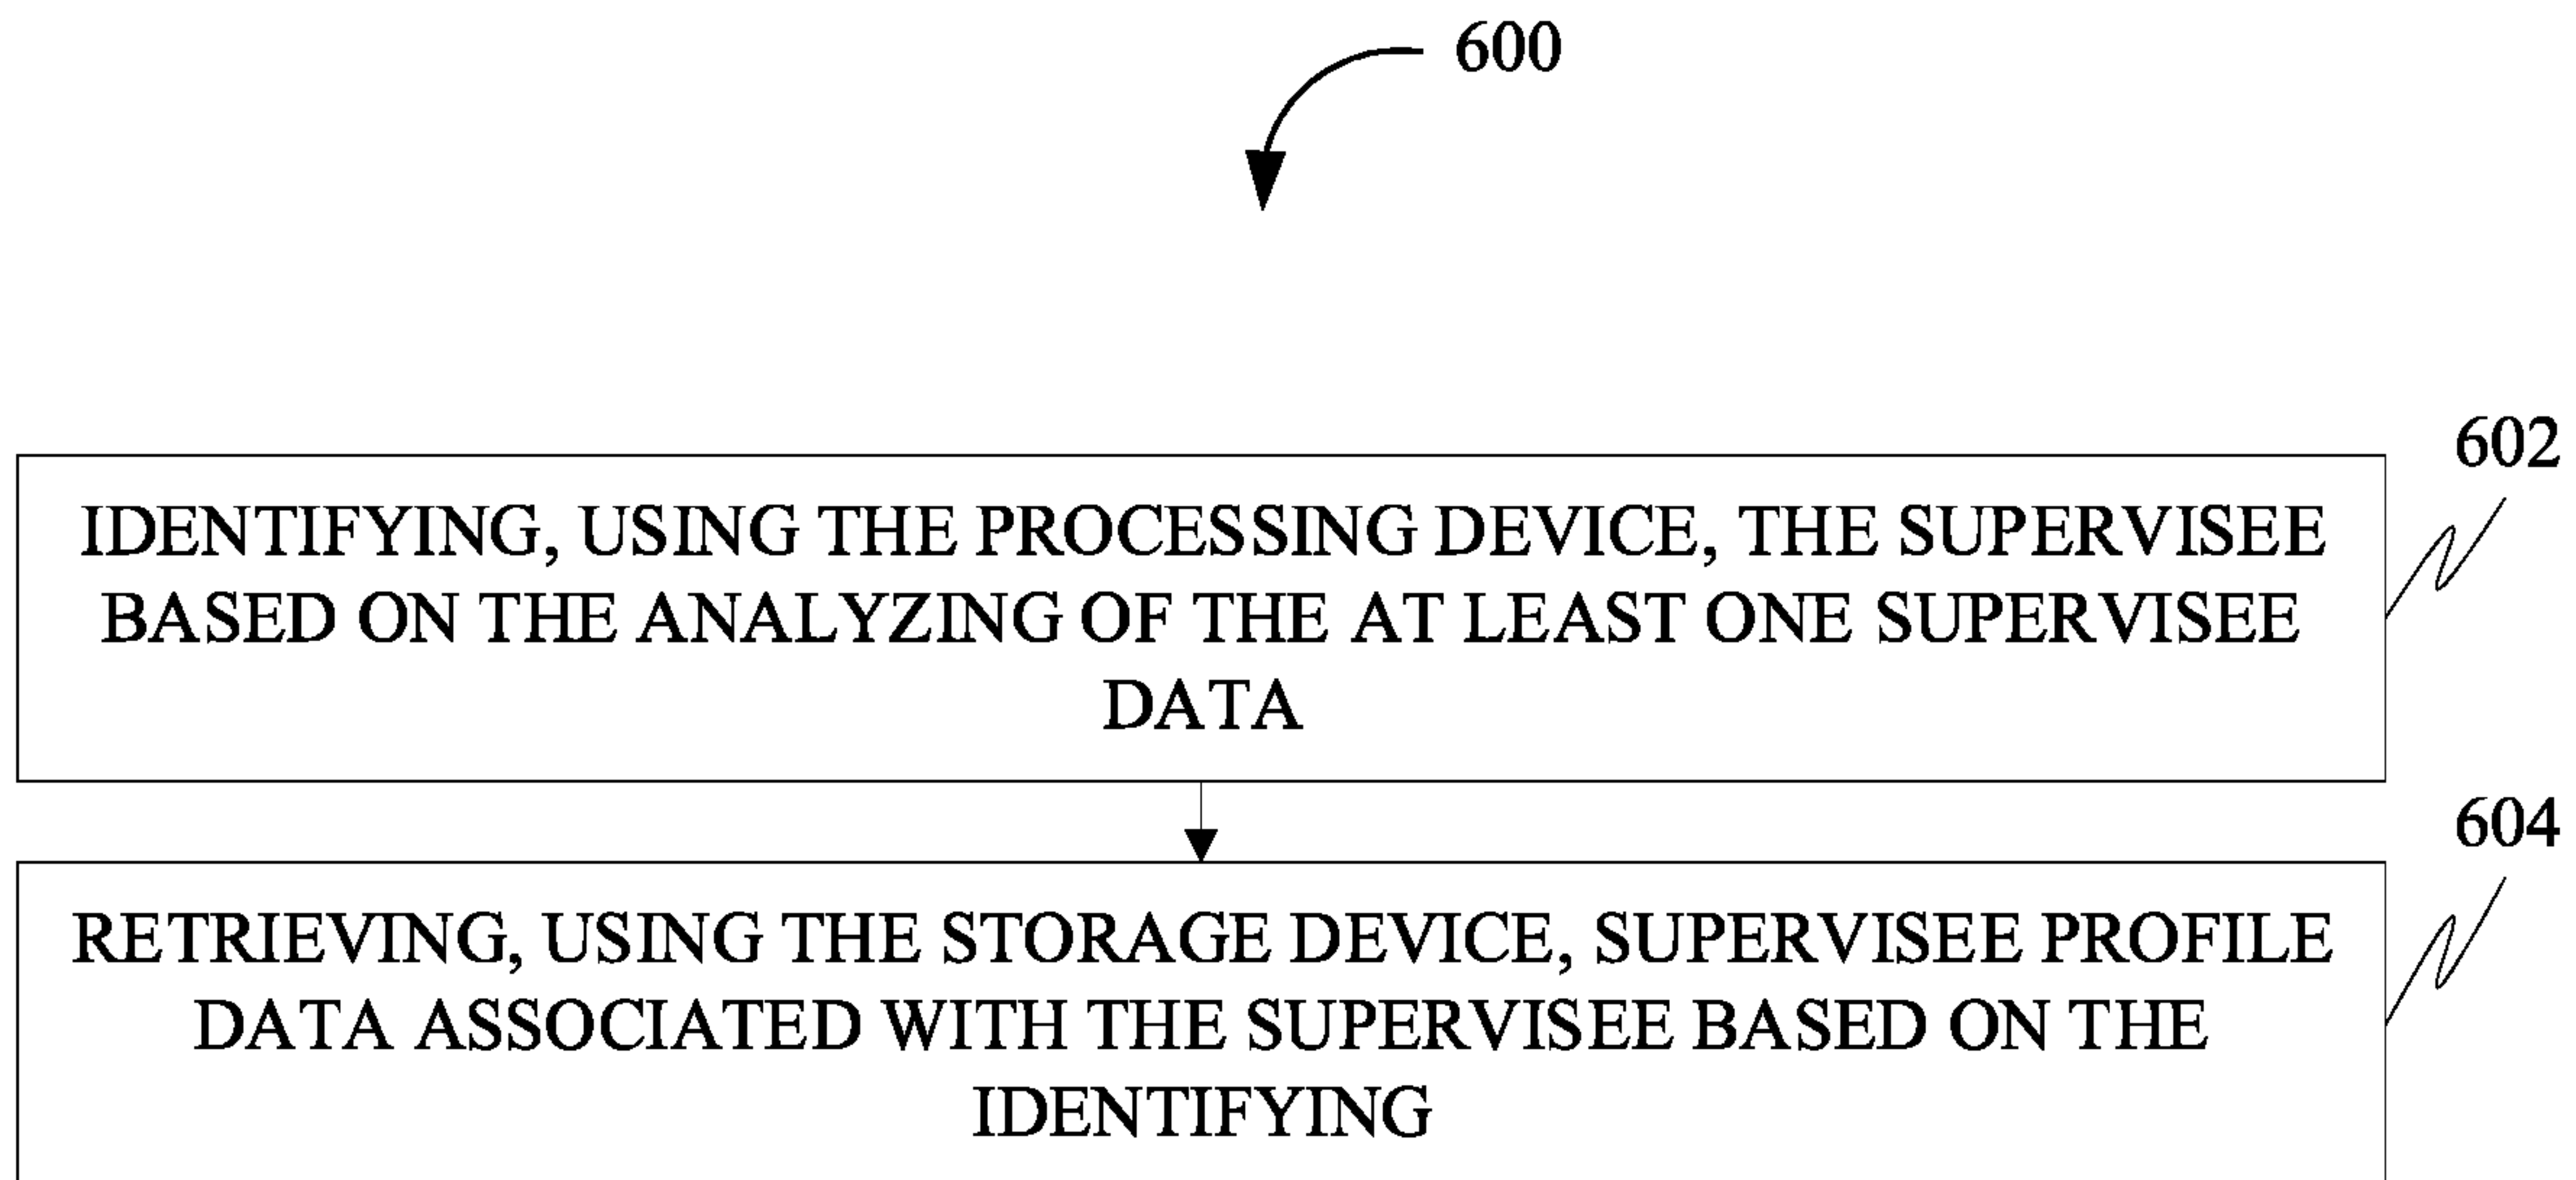 600
602
IDENTIFYING, USING THE PROCESSING DEVICE, THE SUPERVISEE
BASED ON THE ANALYZING OF THE AT LEAST ONE SUPERVISEE
DATA
604
RETRIEVING, USING THE STORAGE DEVICE, SUPERVISEE PROFILE
DATA ASSOCIATED WITH THE SUPERVISEE BASED ON THE
IDENTIFYING